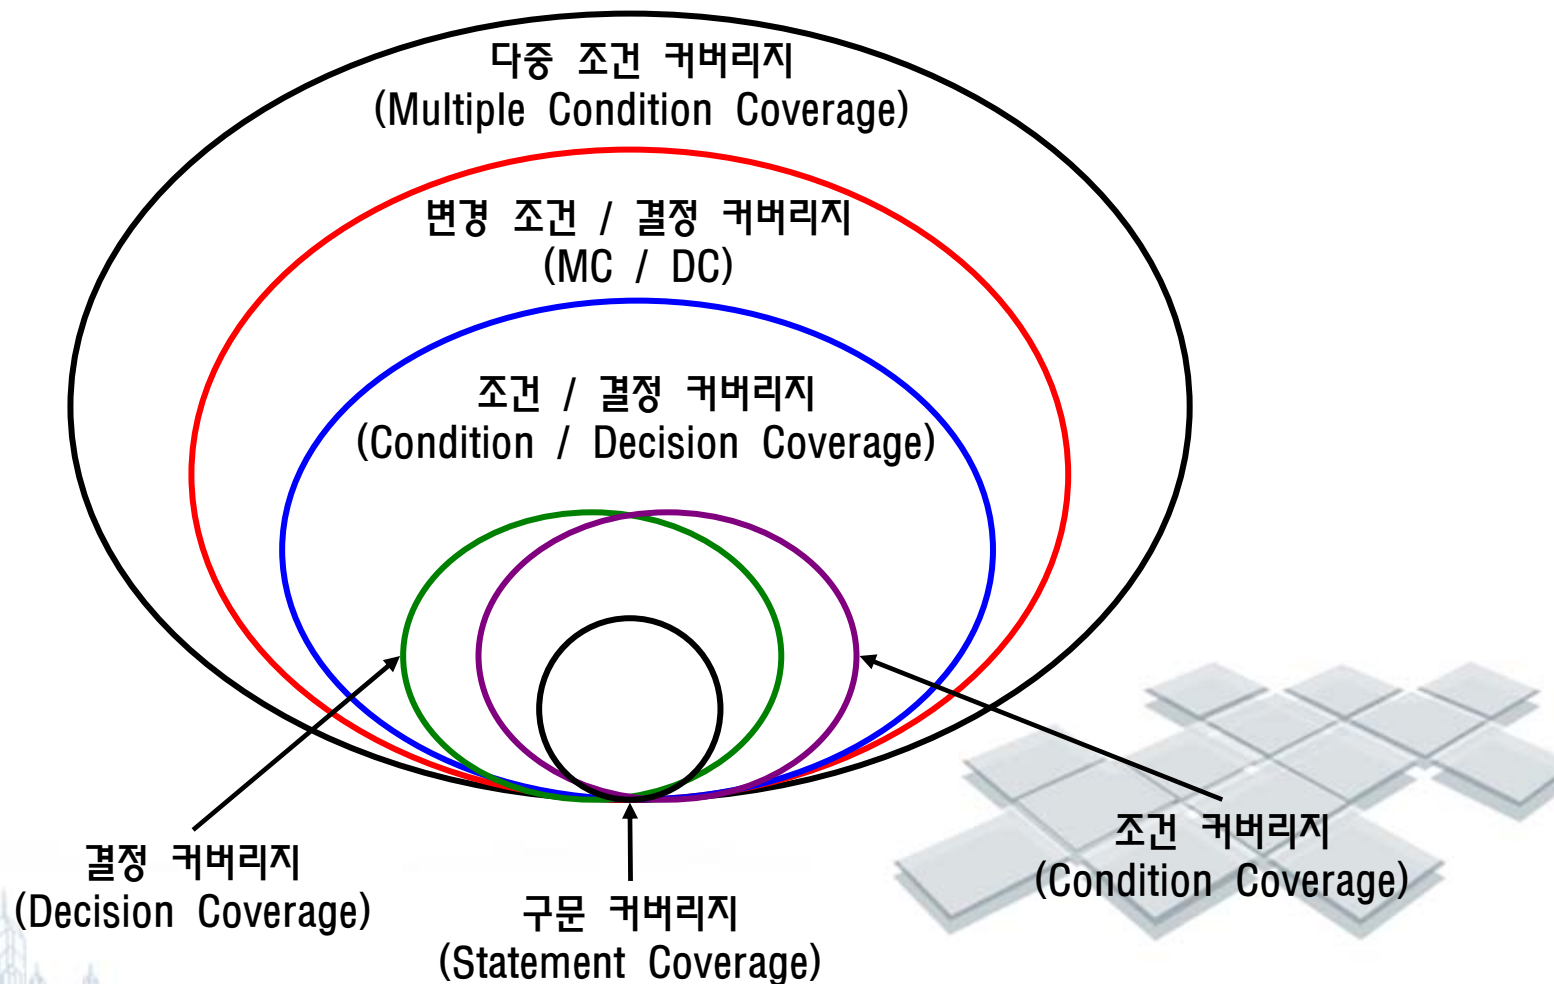 다중 조건 커버리지
(Multiple Condition Coverage)
변경 조건 / 결정 커버리지
(MC / DC)
조건 / 결정 커버리지
(Condition / Decision Coverage)
결정 커버리지
(Decision Coverage)
구문 커버리지
(Statement Coverage)
조건 커버리지
(Condition Coverage)